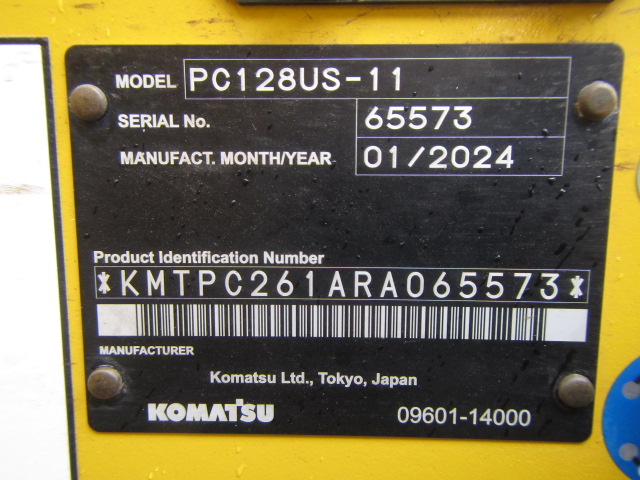 MODEL PC128US-11
SERIAL No. 65573
MANUFACT. MONTH/YEAR 01/2024
Product Identification Number
*KMTPC261ARA065573*
MANUFACTURER
Komatsu Ltd., Tokyo, Japan
KOMATSU 09601-14000